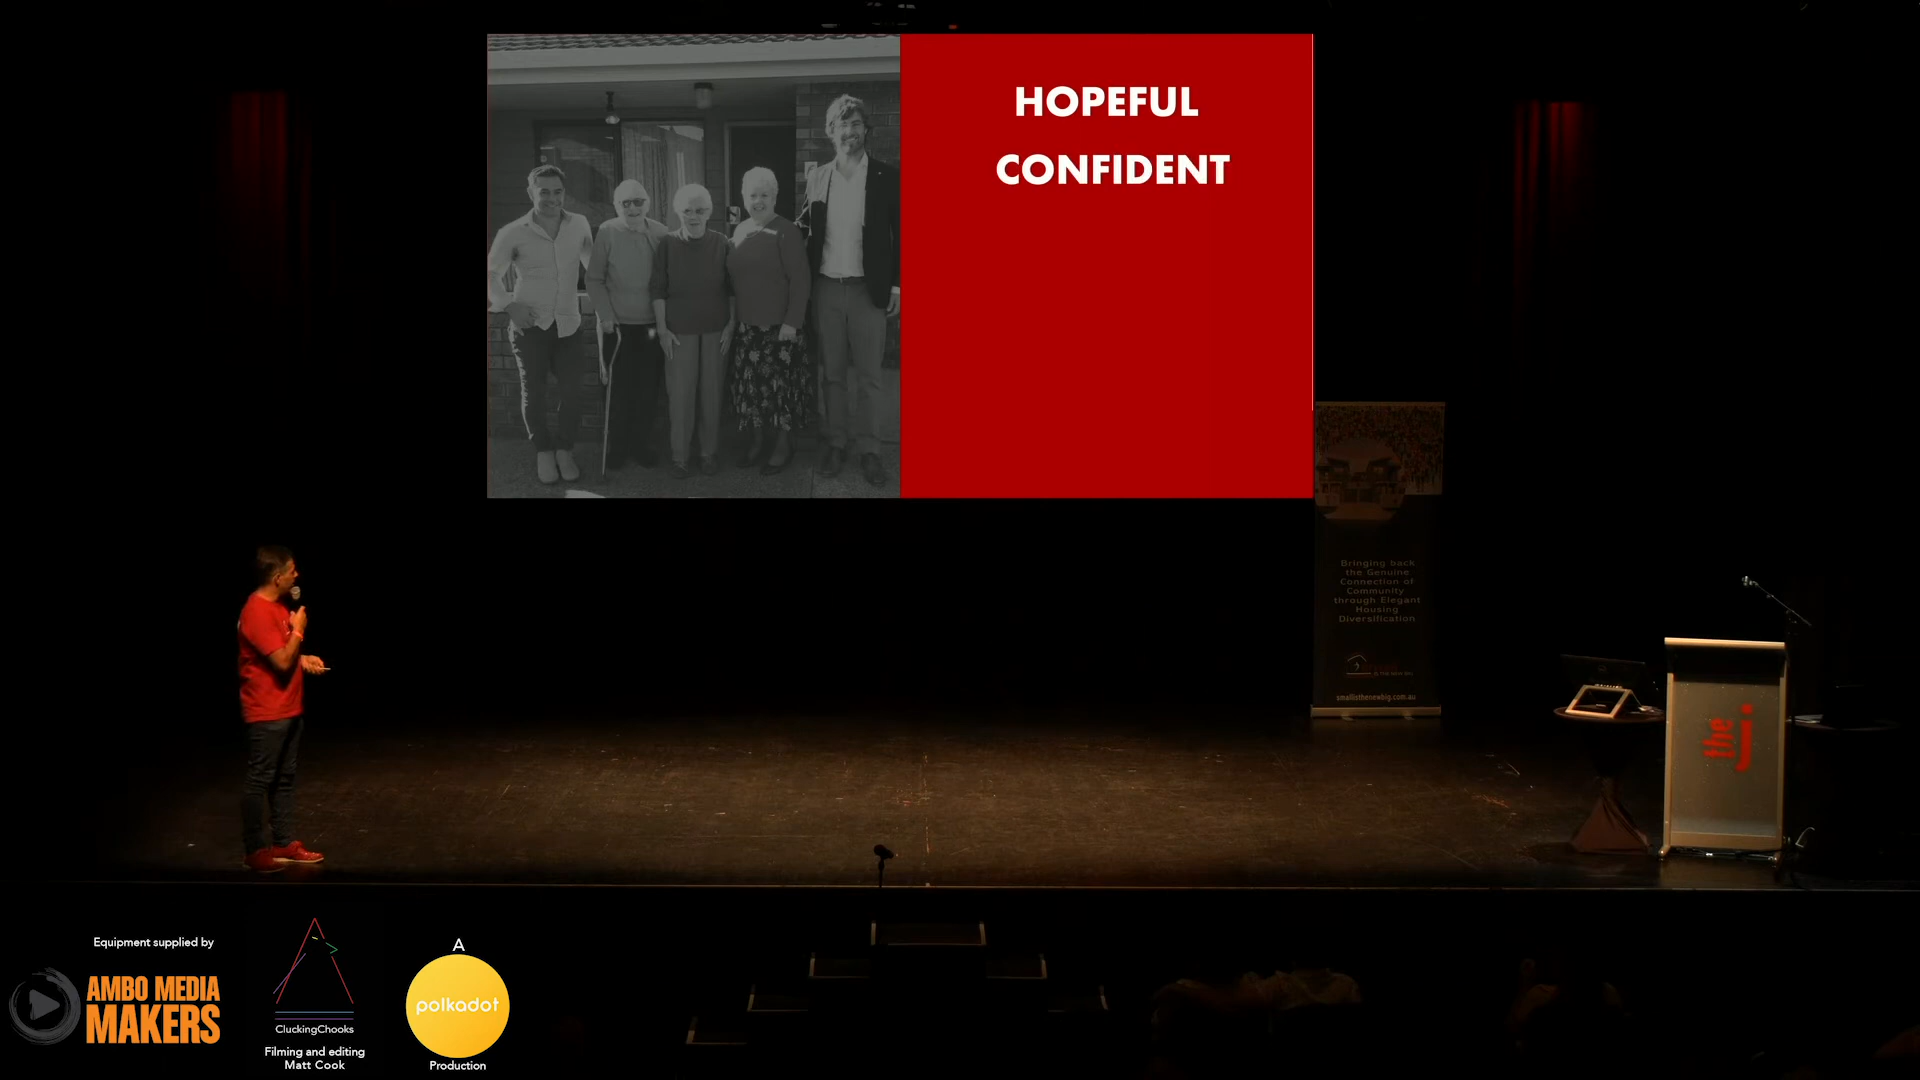 HOPEFUL
CONFIDENT
Bringing back
the Genuine
Connection of
Community
through Elegant
Housing
Diversification
smallisthenewbig.com.au
the j.
Equipment supplied by
AMBO MEDIA
MAKERS
CluckingChooks
Filming and editing
Matt Cook
A
polkadot
Production